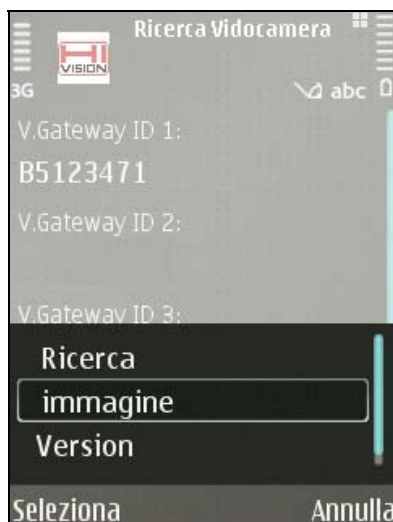 Ricerca Vidocamera
HI
VISION
3G
abc
V.Gateway ID 1:
B5123471
V.Gateway ID 2:
V.Gateway ID 3:
Ricerca
immagine
Version
Seleziona
Annulla